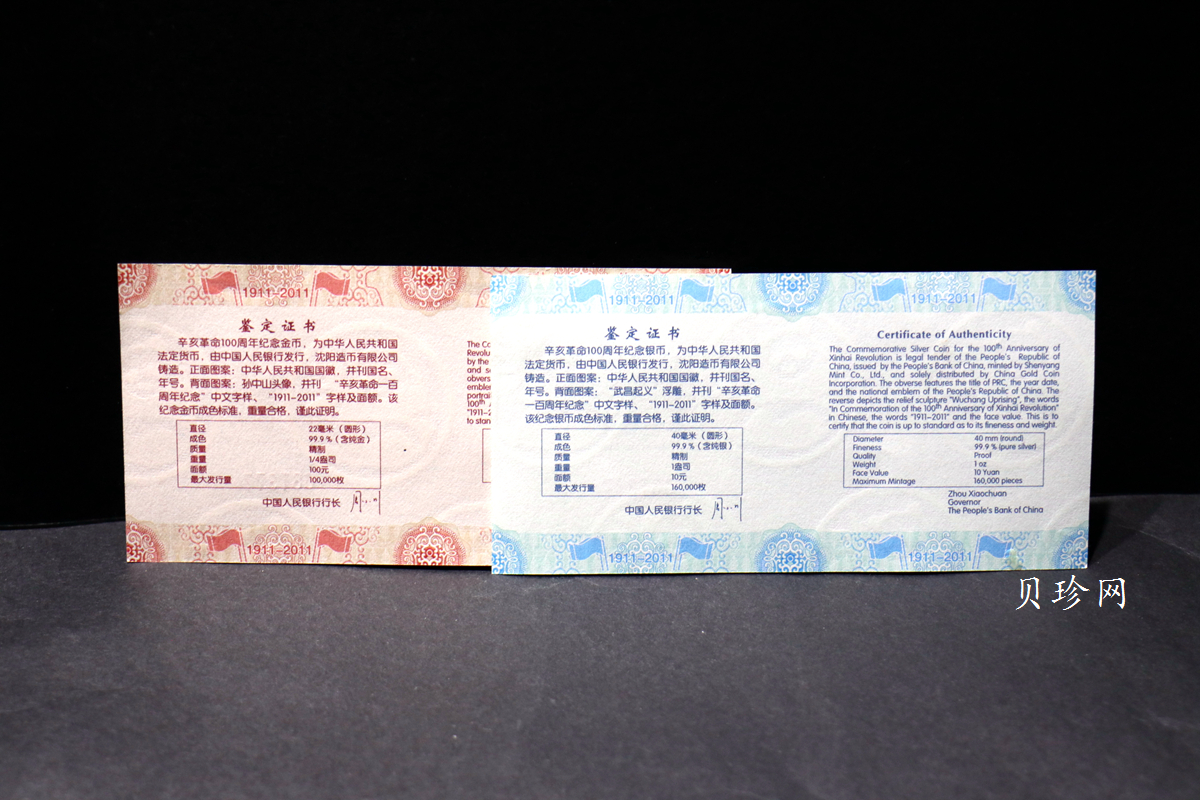 1911-2011
鉴定证书
辛亥革命100周年纪念金币，为中华人民共和国
法定货币，由中国人民银行发行，沈阳造币有限公司
铸造。正面图案：中华人民共和国国徽，并刊国名、
年号。背面图案：孙中山头像，并刊 “辛亥革命一百
周年纪念”中文字样、“1911-2011”字样及面额。该
纪念金币成色标准，重量合格，谨此证明。
直径 22毫米（圆形）
成色 99.9％（含纯金）
质量 精制
重量 1/4盎司
面额 100元
最大发行量 100,000枚
中国人民银行行长
1911-2011
The Co
Revolu
by the
and so
obvers
emblem
portrai
100th A
"1911-2
to stan
1911-2011
1911-2011
鉴定证书
辛亥革命100周年纪念银币，为中华人民共和国
法定货币，由中国人民银行发行，沈阳造币有限公司
铸造。正面图案：中华人民共和国国徽，并刊国名、
年号。背面图案：“武昌起义”浮雕，并刊“辛亥革命
一百周年纪念”中文字样、“1911-2011”字样及面额。
该纪念银币成色标准，重量合格，谨此证明。
直径 40毫米（圆形）
成色 99.9％（含纯银）
质量 精制
重量 1盎司
面额 10元
最大发行量 160,000枚
中国人民银行行长
Certificate of Authenticity
The Commemorative Silver Coin for the 100th Anniversary of
Xinhai Revolution is legal tender of the People's Republic of
China, issued by the People's Bank of China, minted by Shenyang
Mint Co., Ltd., and solely distributed by China Gold Coin
Incorporation. The obverse features the title of PRC, the year date,
and the national emblem of the People's Republic of China. The
reverse depicts the relief sculpture "Wuchang Uprising", the words
"In Commemoration of the 100th Anniversary of Xinhai Revolution"
in Chinese, the words "1911-2011" and the face value. This is to
certify that the coin is up to standard as to its fineness and weight.
Diameter 40 mm (round)
Fineness 99.9 % (pure silver)
Quality Proof
Weight 1 oz
Face Value 10 Yuan
Maximum Mintage 160,000 pieces
Zhou Xiaochuan
Governor
The People's Bank of China
1911-2011
1911-2011
贝珍网